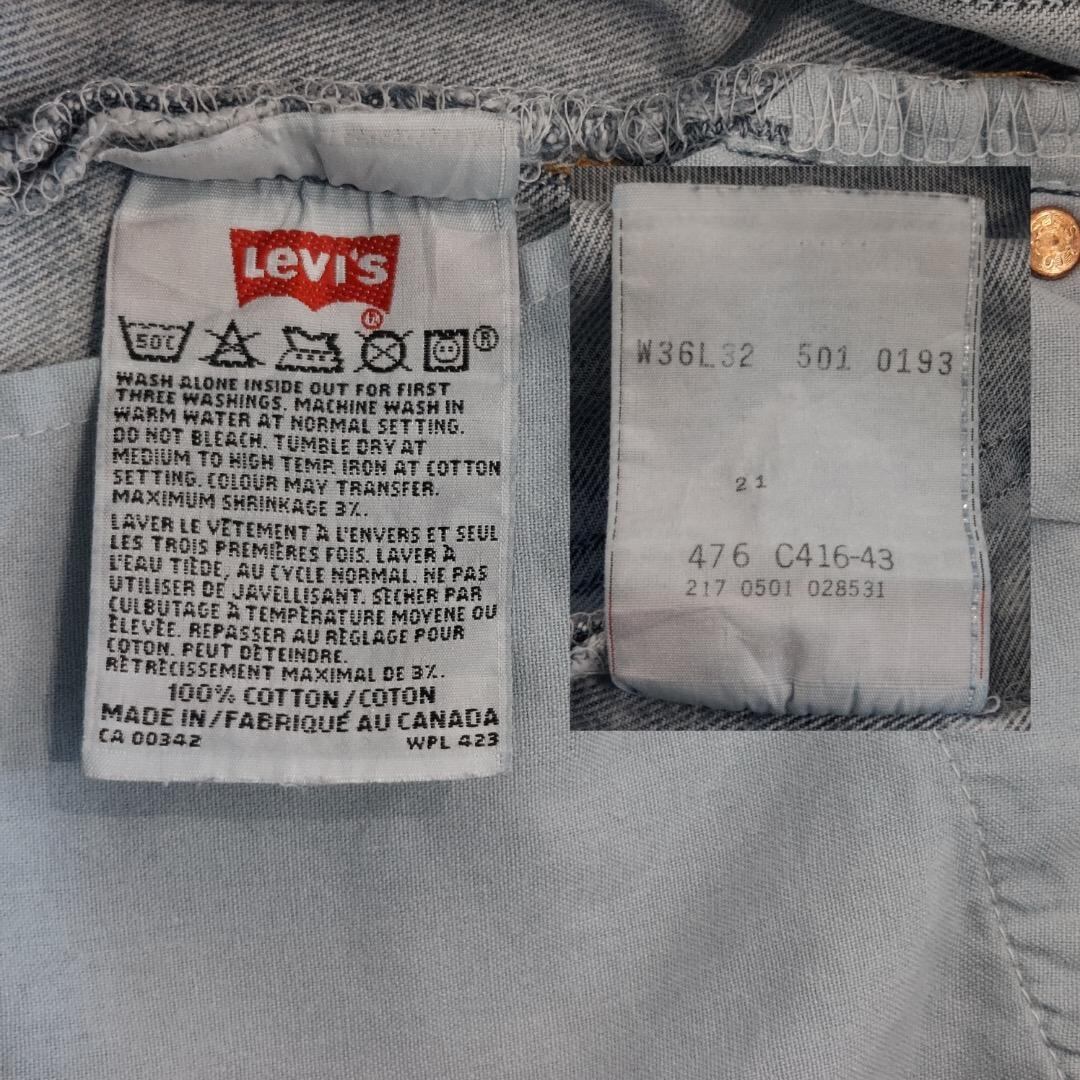 Levi's
®
50C
®
WASH ALONE INSIDE OUT FOR FIRST
THREE WASHINGS. MACHINE WASH IN
WARM WATER AT NORMAL SETTING.
DO NOT BLEACH. TUMBLE DRY AT
MEDIUM TO HIGH TEMP. IRON AT COTTON
SETTING. COLOUR MAY TRANSFER.
MAXIMUM SHRINKAGE 3%.
LAVER LE VÊTEMENT À L'ENVERS ET SEUL
LES TROIS PREMIÈRES FOIS. LAVER À
L'EAU TIÈDE, AU CYCLE NORMAL. NE PAS
UTILISER DE JAVELLISANT. SÉCHER PAR
CULBUTAGE À TEMPÉRATURE MOYENE OU
ÉLEVÉE. REPASSER AU RÉGLAGE POUR
COTON. PEUT DÉTEINDRE.
RÉTRÉCISSEMENT MAXIMAL DE 3%.
100% COTTON/COTON
MADE IN/FABRIQUÉ AU CANADA
CA 00342 WPL 423
W36L32 501 0193
21
476 C416-43
217 0501 028531